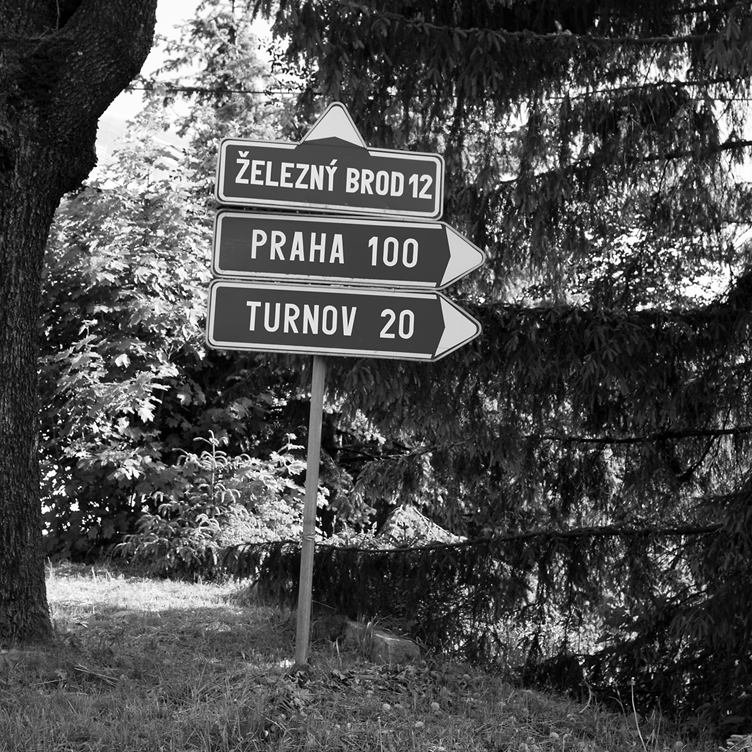 ŽELEZNÝ BROD 12
PRAHA 100
TURNOV 20